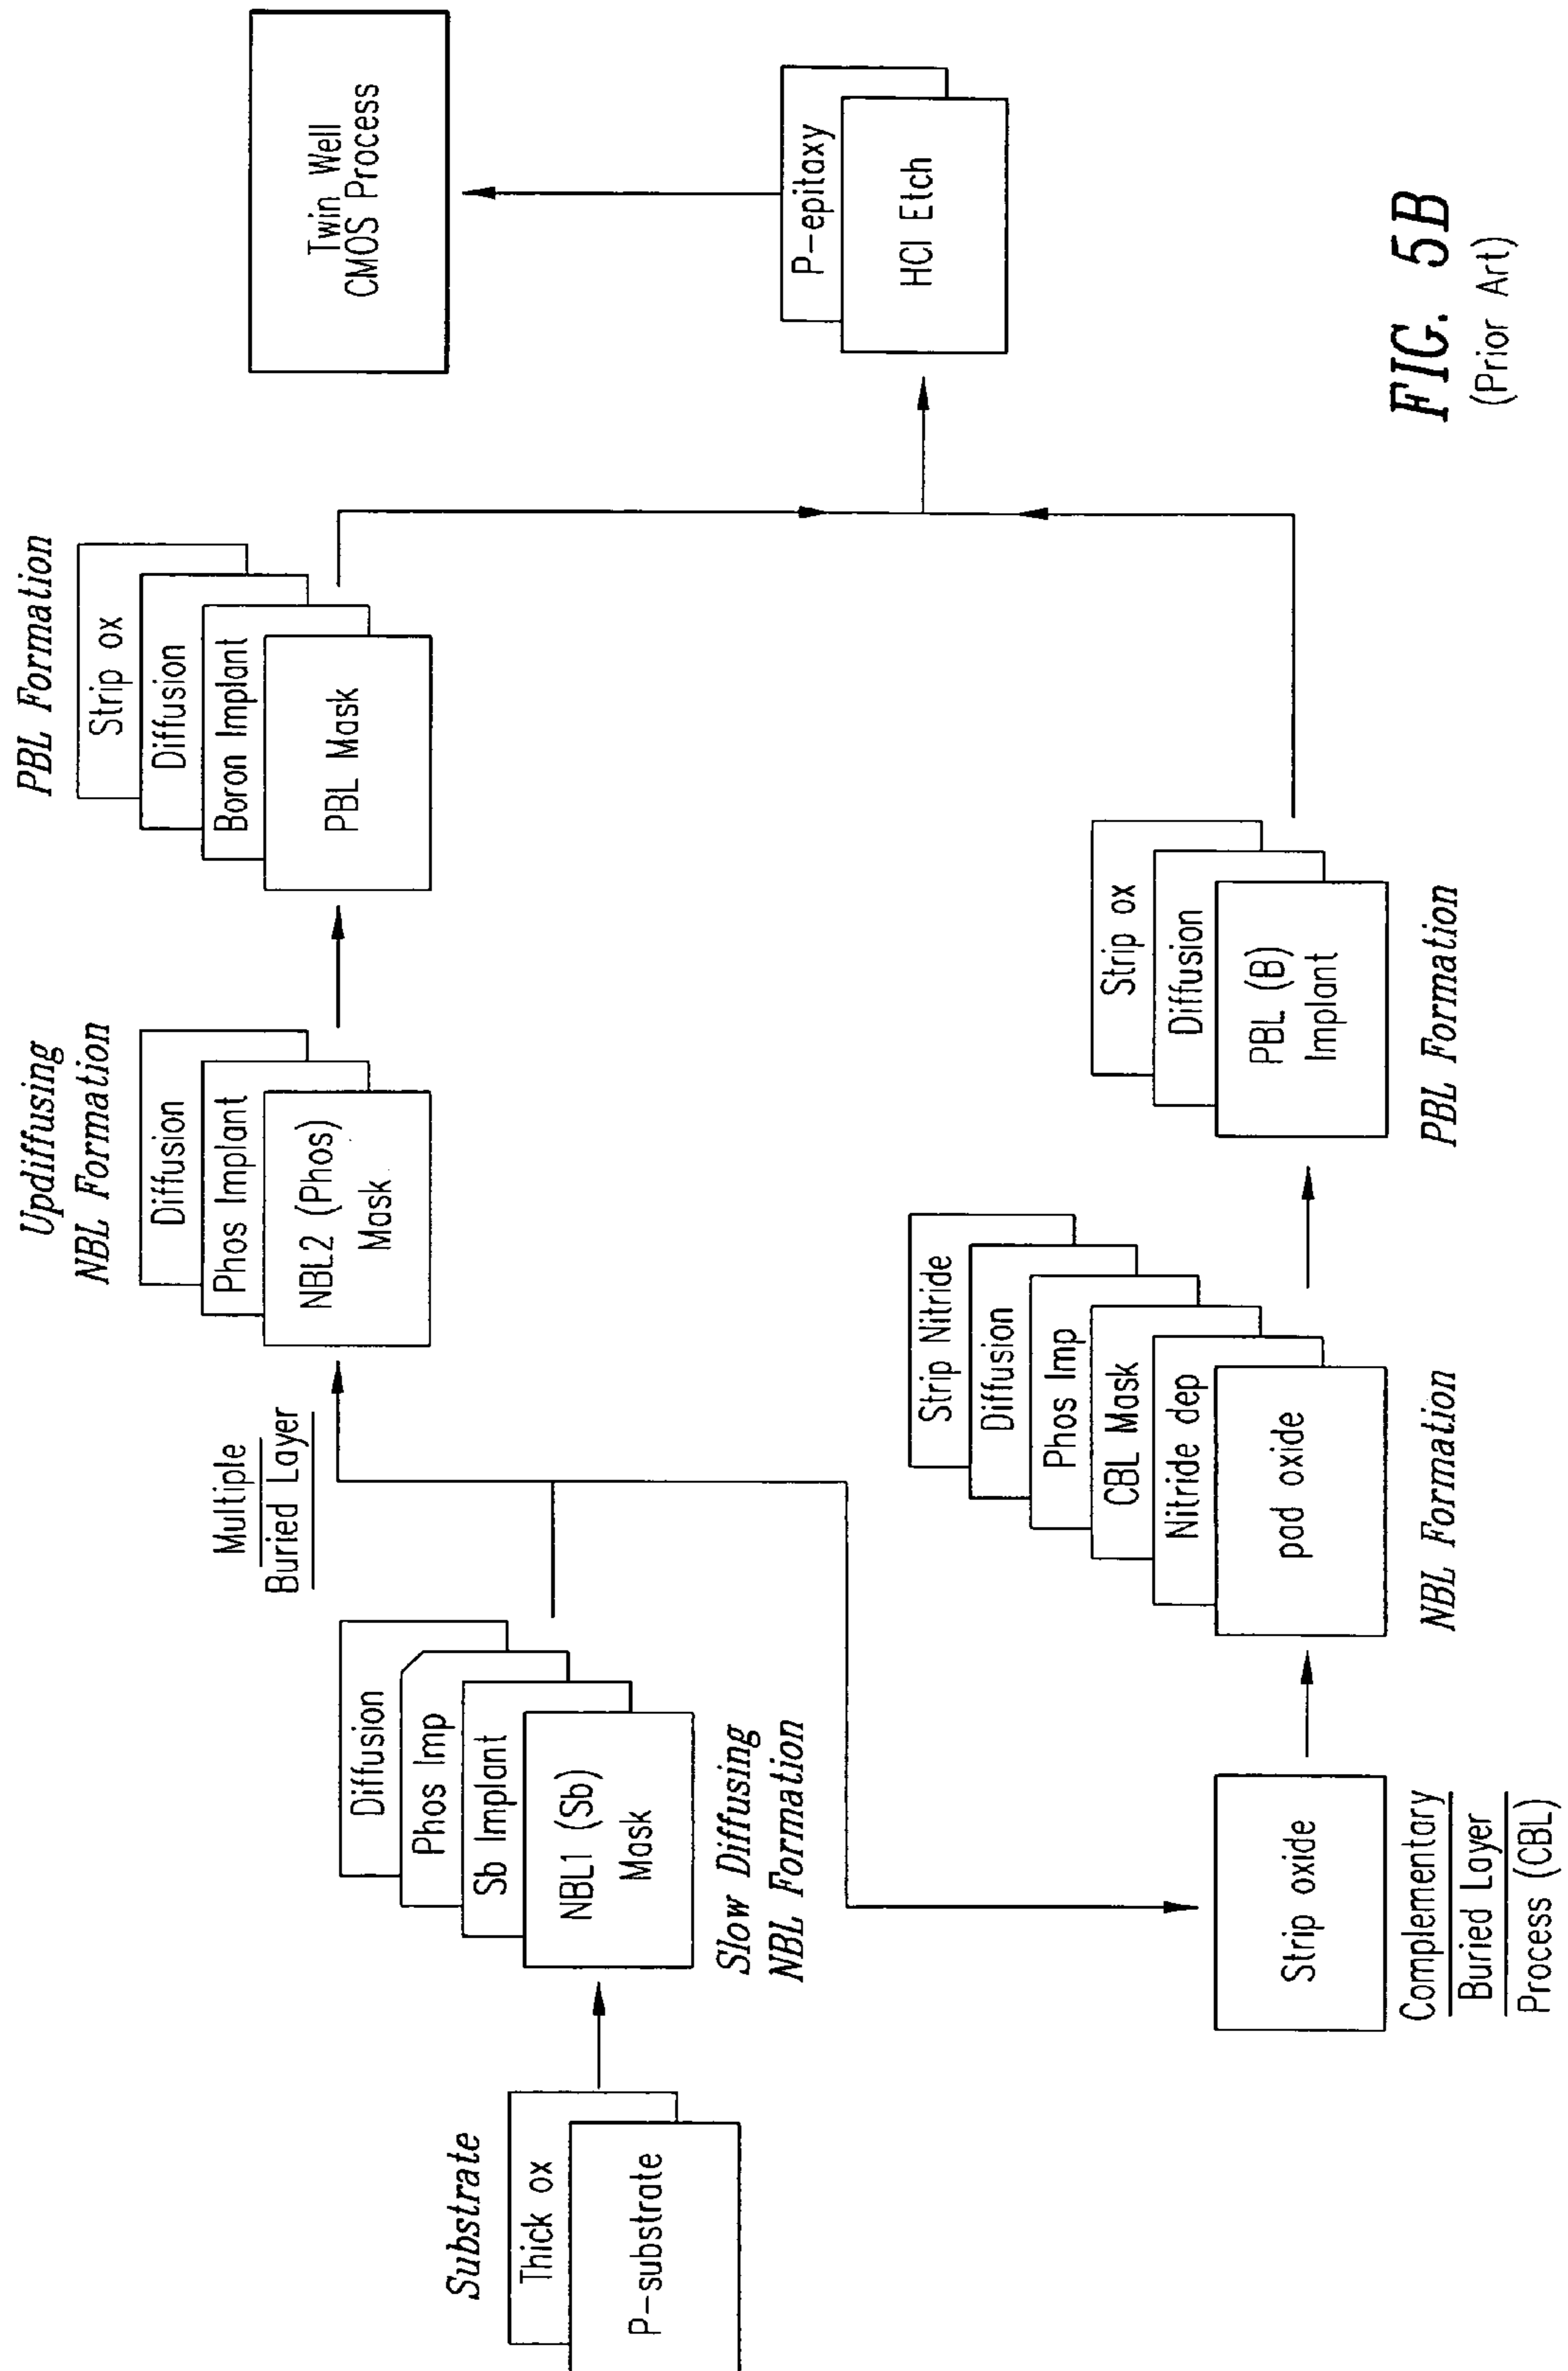 Substrate
Thick ox
P-substrate
Diffusion
Phos Imp
Sb Implant
NBL1 (Sb)
Mask
Slow Diffusing
NBL Formation
Multiple
Buried Layer
Updiffusing
NBL Formation
Diffusion
Phos Implant
NBL2 (Phos)
Mask
PBL Formation
Strip ox
Diffusion
Boron Implant
PBL Mask
Strip oxide
Complementary
Buried Layer
Process (CBL)
Strip Nitride
Diffusion
Phos Imp
CBL Mask
Nitride dep
pad oxide
NBL Formation
Strip ox
Diffusion
PBL (B)
Implant
PBL Formation
P-epitaxy
HCl Etch
Twin Well
CMOS Process
FIG. 5B
(Prior Art)